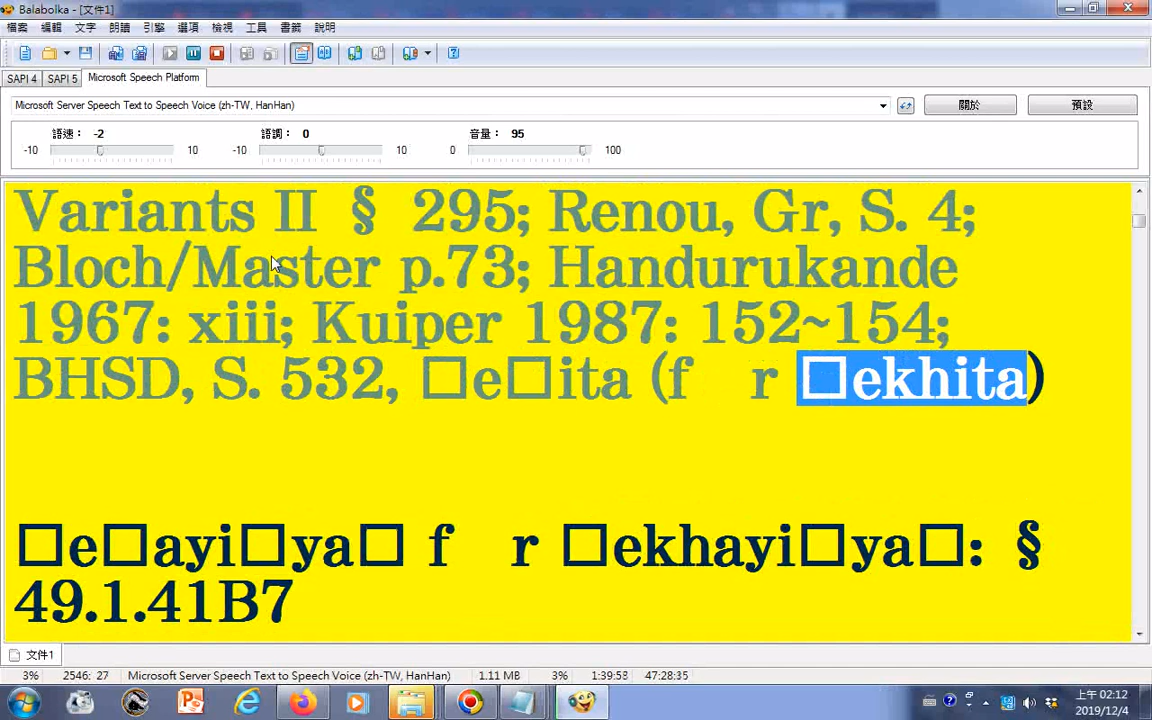 Balabolka - [文件1]
檔案 編輯 文字 朗讀 引擎 選項 檢視 工具 書籤 說明
SAPI 4 SAPI 5 Microsoft Speech Platform
Microsoft Server Speech Text to Speech Voice (zh-TW, HanHan) 關於 預設
語速： -2 語調： 0 音量： 95
-10 10 -10 10 0 100
Variants II § 295; Renou, Gr, S. 4;
Bloch/Master p.73; Handurukande
1967: xiii; Kuiper 1987: 152~154;
BHSD, S. 532, □e□ita (f r □ekhita)
□e□ayi□ya□ f r □ekhayi□ya□: §
49.1.41B7
文件1
3% 2546: 27 Microsoft Server Speech Text to Speech Voice (zh-TW, HanHan) 1.11 MB 3% 1:39:58 47:28:35
上午 02:12
2019/12/4